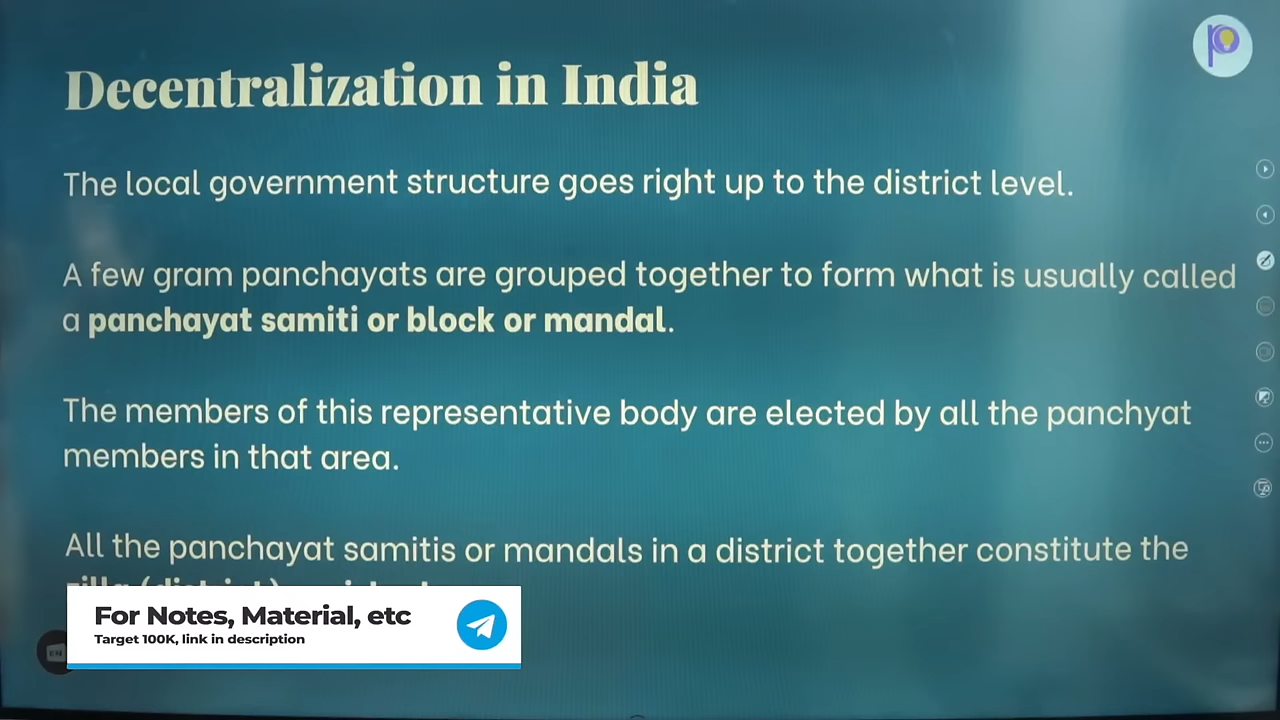 Decentralization in India
The local government structure goes right up to the district level.
A few gram panchayats are grouped together to form what is usually called
a panchayat samiti or block or mandal.
The members of this representative body are elected by all the panchyat
members in that area.
All the panchayat samitis or mandals in a district together constitute the
zilla (district)
For Notes, Material, etc
Target 100K, link in description
EN